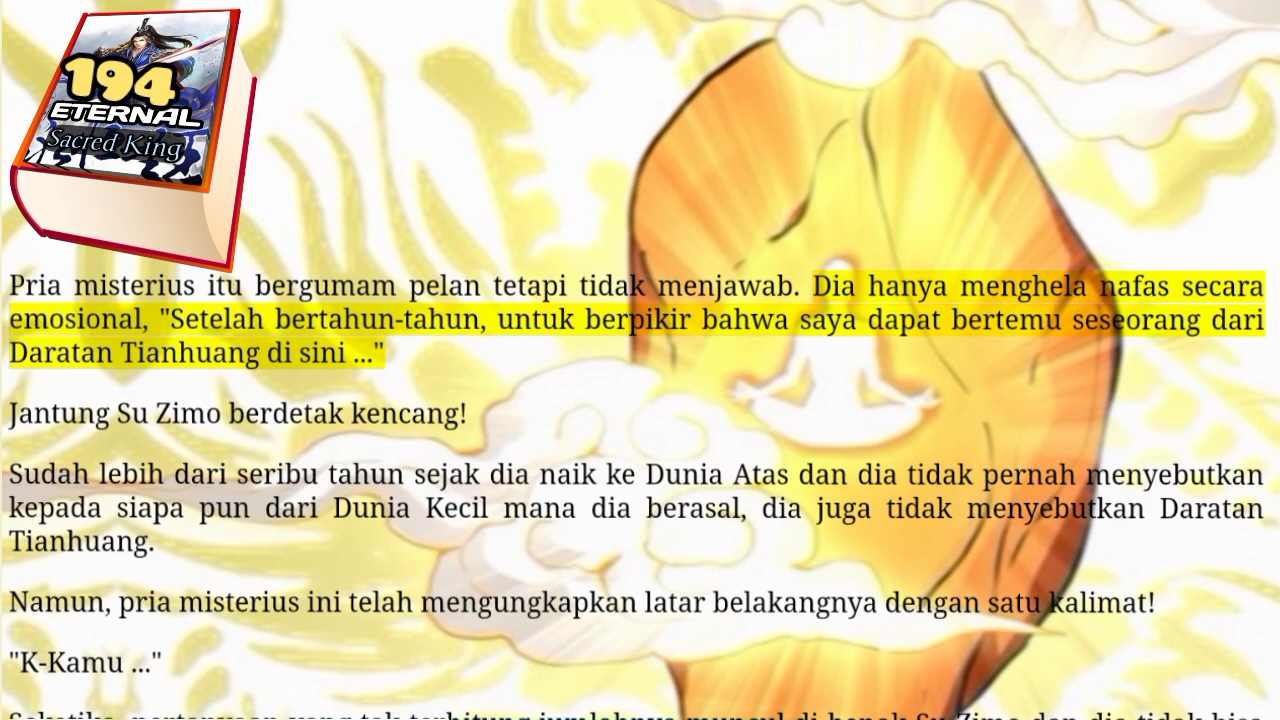 194
ETERNAL
Sacred King
Pria misterius itu bergumam pelan tetapi tidak menjawab. Dia hanya menghela nafas secara
emosional, "Setelah bertahun-tahun, untuk berpikir bahwa saya dapat bertemu seseorang dari
Daratan Tianhuang di sini ..."
Jantung Su Zimo berdetak kencang!
Sudah lebih dari seribu tahun sejak dia naik ke Dunia Atas dan dia tidak pernah menyebutkan
kepada siapa pun dari Dunia Kecil mana dia berasal, dia juga tidak menyebutkan Daratan
Tianhuang.
Namun, pria misterius ini telah mengungkapkan latar belakangnya dengan satu kalimat!
"K-Kamu ..."